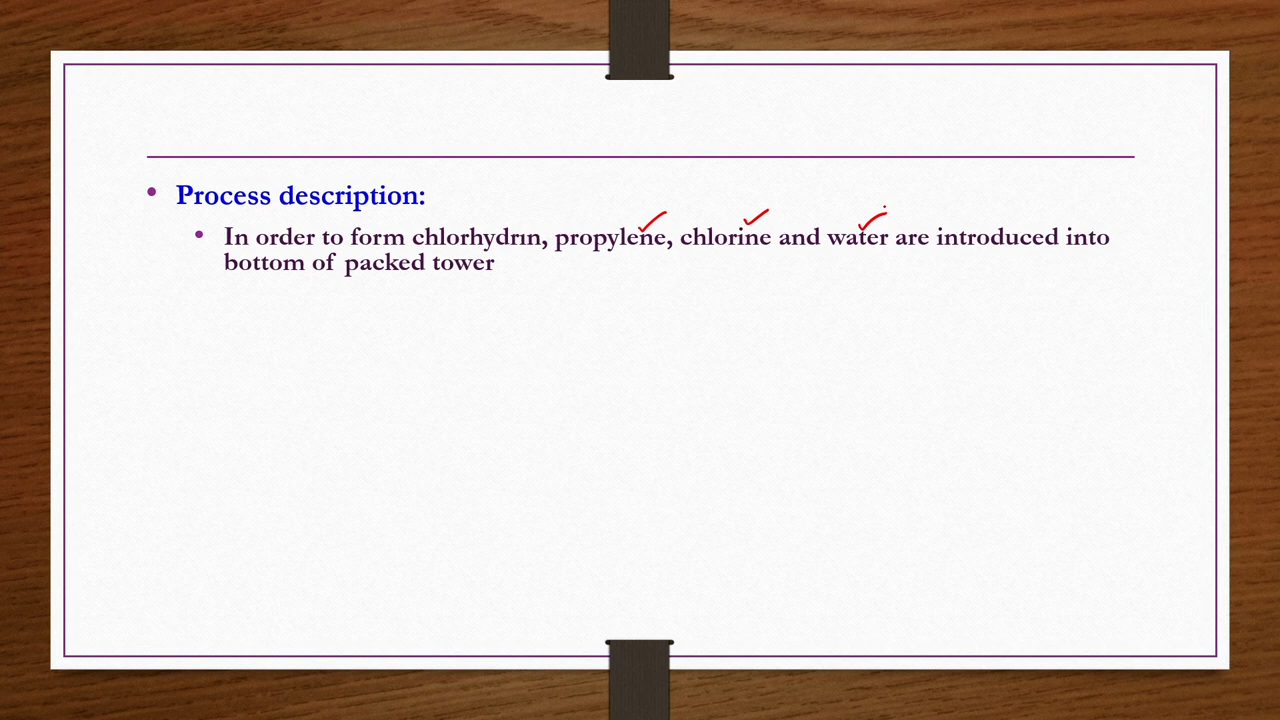 Process description:
In order to form chlorhydrın, propylene, chlorine and water are introduced into
bottom of packed tower